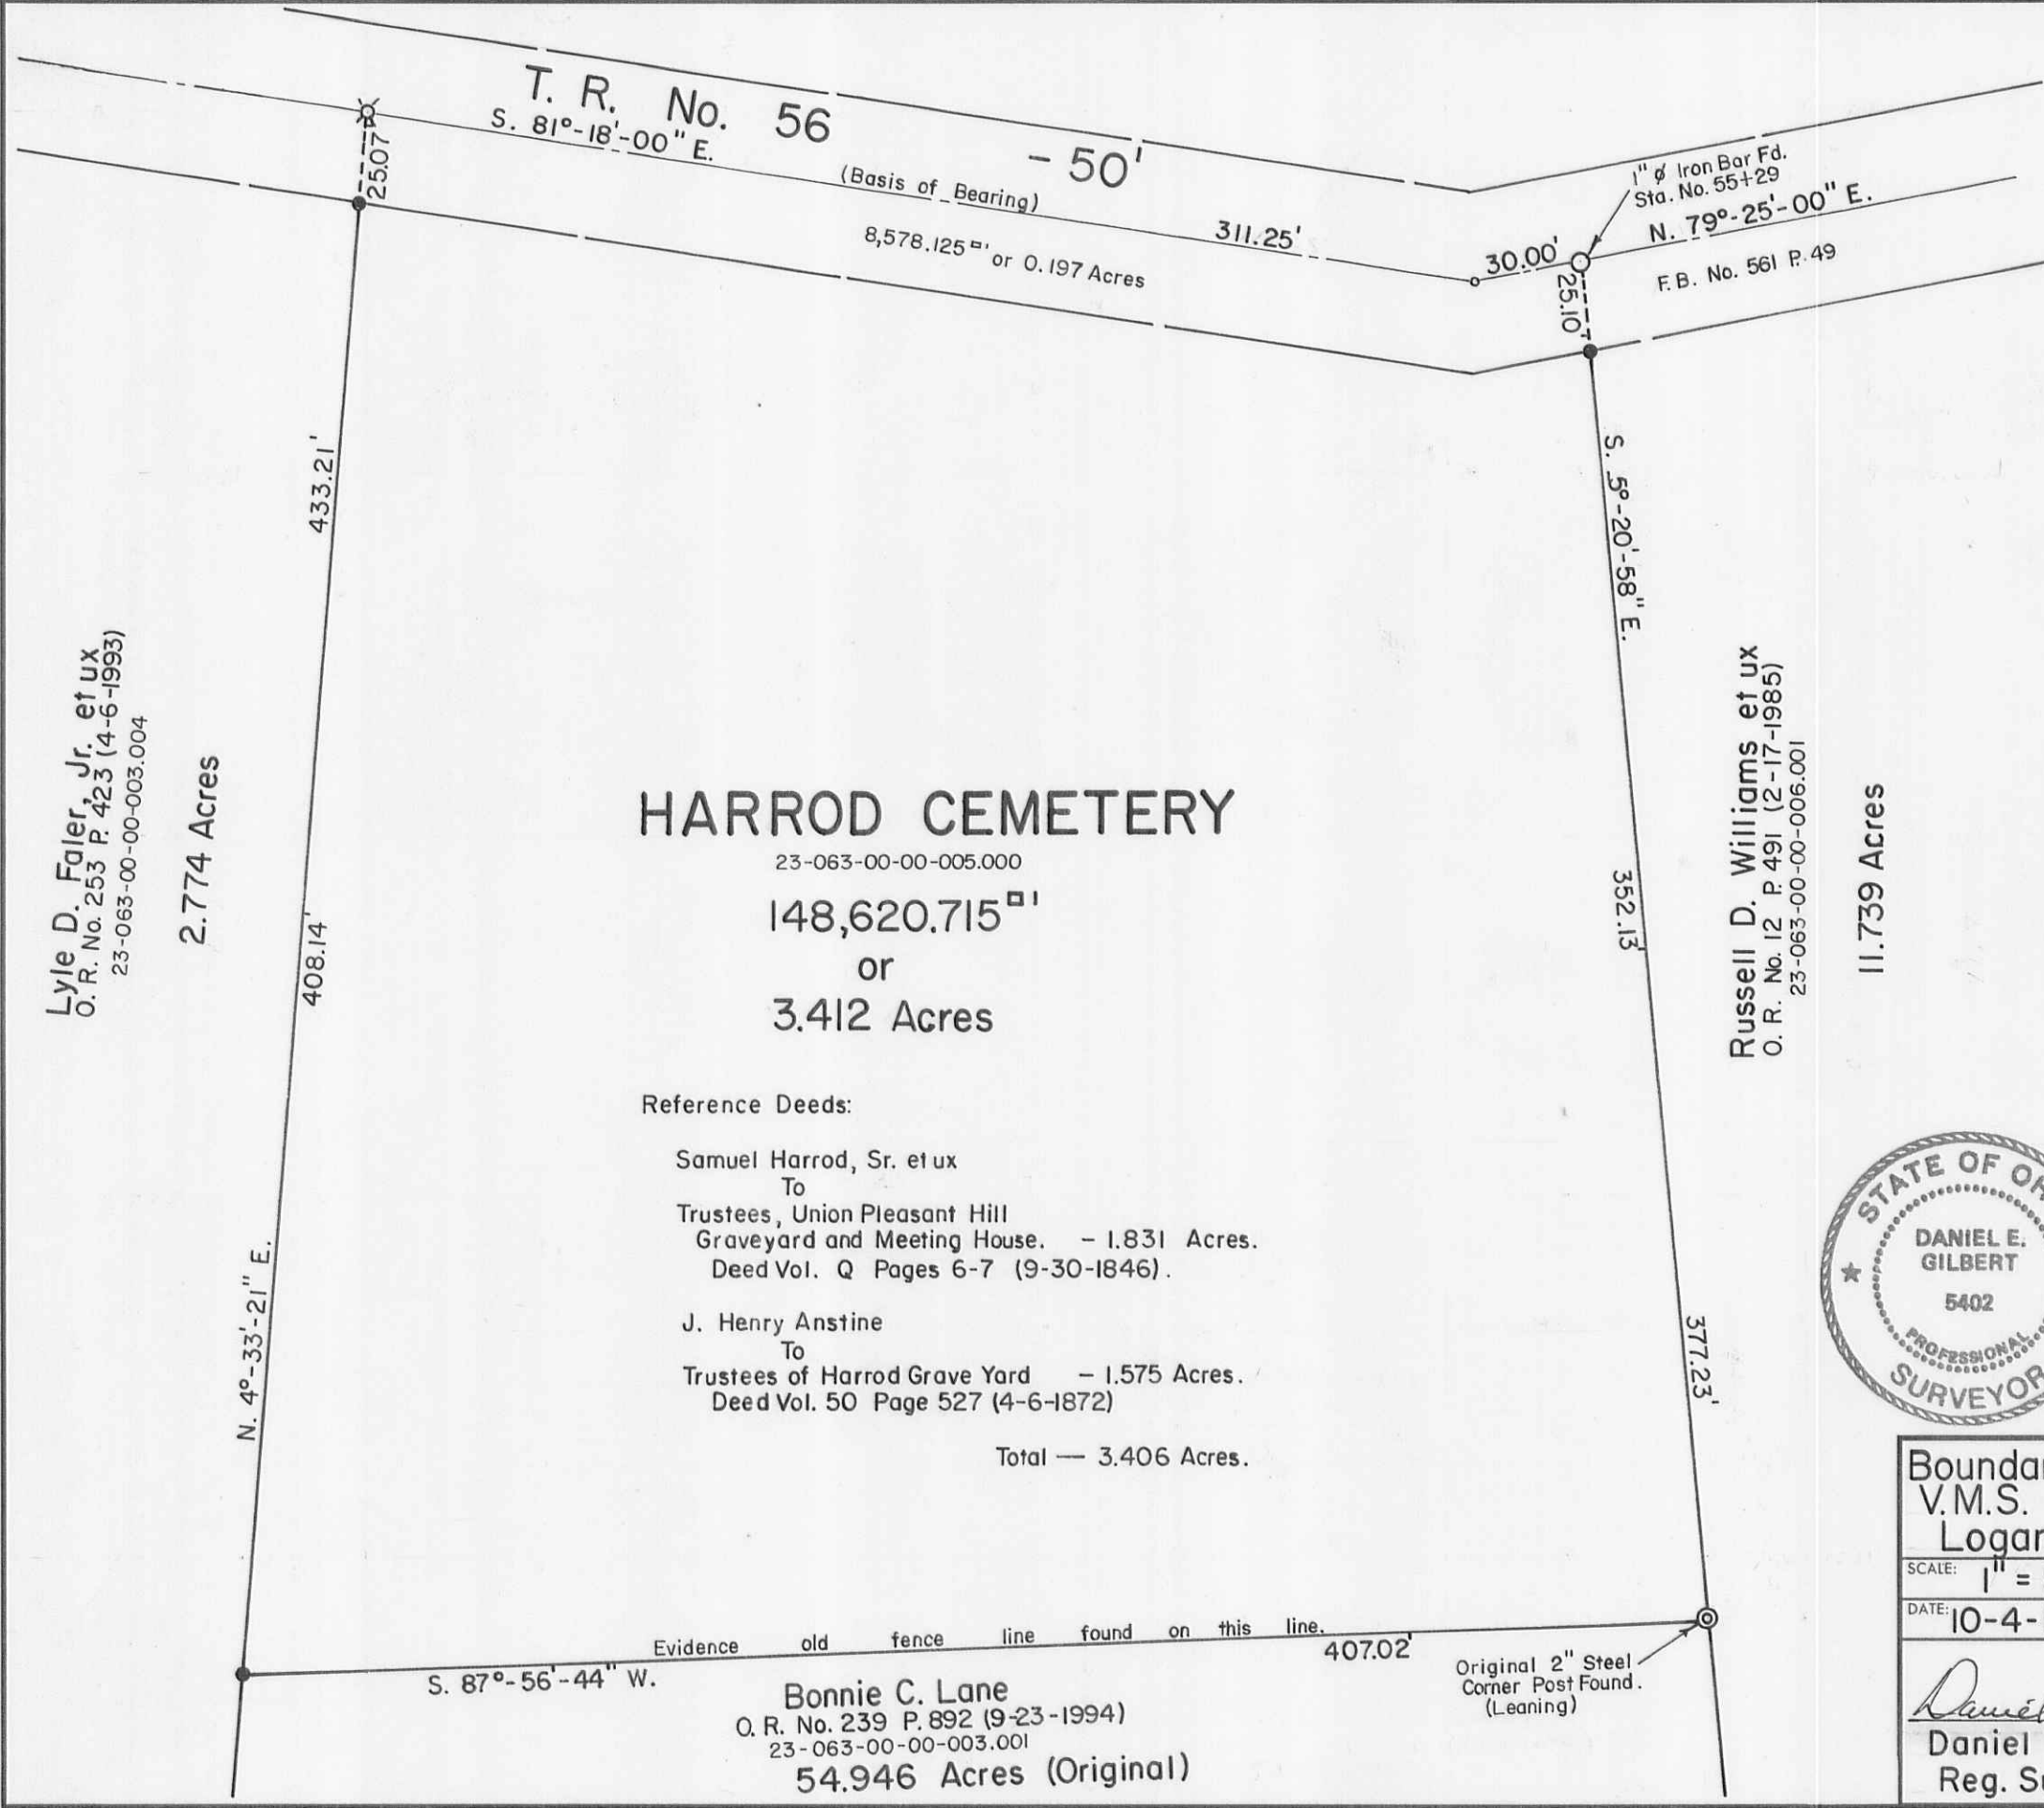 T. R. No. 56 - 50'
S. 81°-18'-00" E.
(Basis of Bearing)
311.25'
8,578.125 □' or 0.197 Acres
25.07'
30.00'
25.10'
1" ø Iron Bar Fd.
Sta. No. 55+29
N. 79°-25'-00" E.
F.B. No. 561 P. 49
433.21'
408.14'
N. 4°-33'-21" E.
Lyle D. Faler, Jr. et ux
O. R. No. 253 P. 423 (4-6-1993)
23-063-00-00-003.004
2.774 Acres
HARROD CEMETERY
23-063-00-00-005.000
148,620.715 □'
or
3.412 Acres
Reference Deeds:
Samuel Harrod, Sr. et ux
To
Trustees, Union Pleasant Hill
Graveyard and Meeting House. - 1.831 Acres.
Deed Vol. Q Pages 6-7 (9-30-1846).
J. Henry Anstine
To
Trustees of Harrod Grave Yard - 1.575 Acres.
Deed Vol. 50 Page 527 (4-6-1872)
Total — 3.406 Acres.
S. 5°-20'-58" E.
352.13'
377.23'
Russell D. Williams et ux
O. R. No. 12 P. 491 (2-17-1985)
23-063-00-00-006.001
11.739 Acres
Evidence old fence line found on this line.
407.02'
S. 87°-56'-44" W.
Original 2" Steel
Corner Post Found.
(Leaning)
Bonnie C. Lane
O. R. No. 239 P. 892 (9-23-1994)
23-063-00-00-003.001
54.946 Acres (Original)
STATE OF OH
DANIEL E.
GILBERT
5402
PROFESSIONAL
SURVEYOR
Bounda
V.M.S.
Logan
SCALE: 1" =
DATE: 10-4-
Daniel
Daniel
Reg. Su